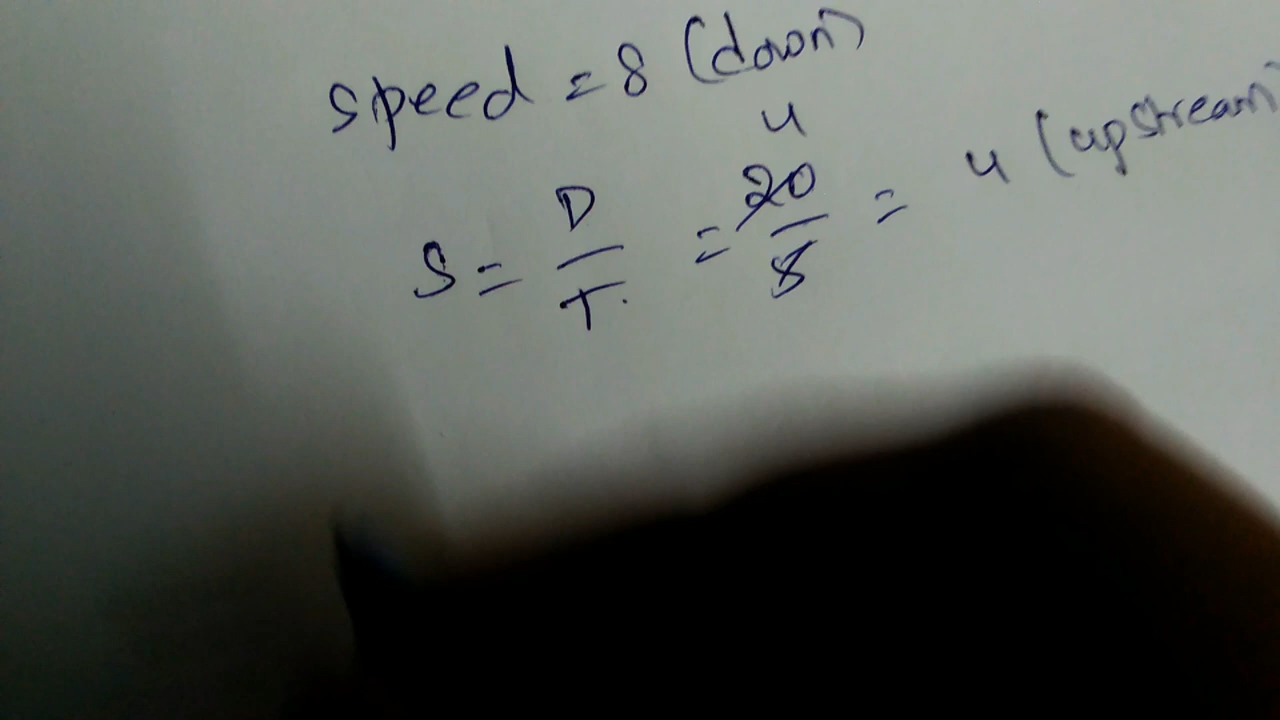 speed = 8 (down)
4
S = D/T. = 20/8 = 4 (upstream)